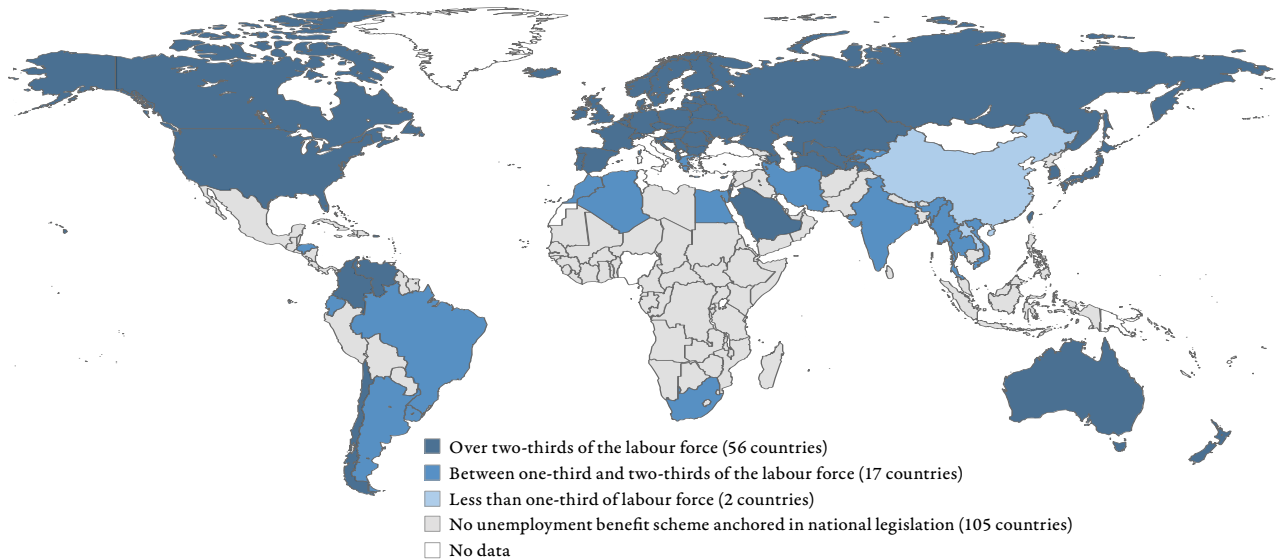 Over two-thirds of the labour force (56 countries)
Between one-third and two-thirds of the labour force (17 countries)
Less than one-third of labour force (2 countries)
No unemployment benefit scheme anchored in national legislation (105 countries)
No data